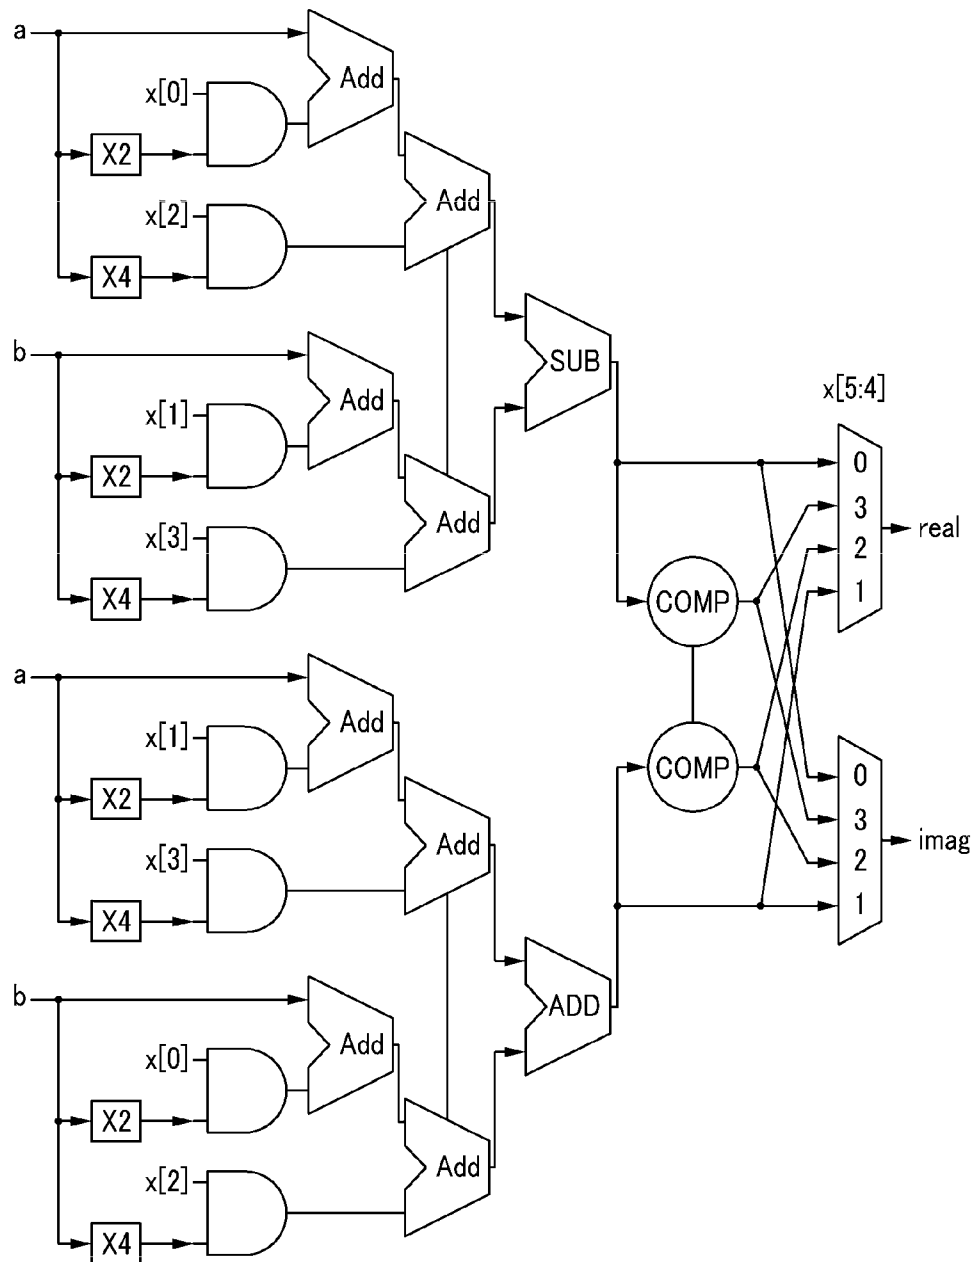 a
Add
x[0]
X2
Add
x[2]
X4
b
SUB
x[5:4]
Add
x[1]
0
X2
3
real
Add
2
x[3]
1
X4
COMP
a
Add
x[1]
COMP
0
X2
3
imag
Add
2
x[3]
1
X4
b
ADD
Add
x[0]
X2
Add
x[2]
X4